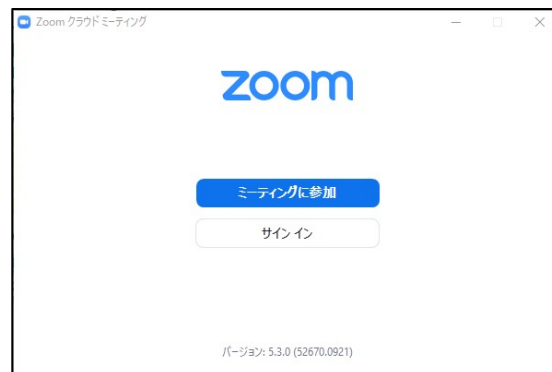 Zoom クラウドミーティング
zoom
ミーティングに参加
サイン イン
バージョン: 5.3.0 (52670.0921)